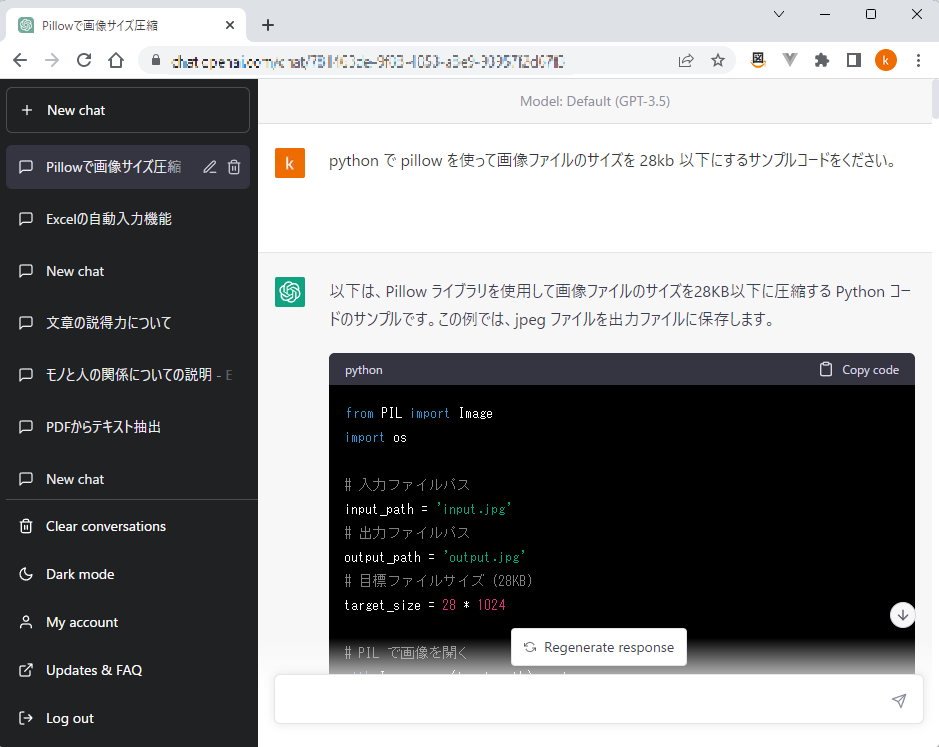 Pillowで画像サイズ圧縮
chat.openai.com/chat/
k
New chat
Pillowで画像サイズ圧縮
Excelの自動入力機能
New chat
文章の説得力について
モノと人の関係についての説明 - E
PDFからテキスト抽出
New chat
Clear conversations
Dark mode
My account
Updates & FAQ
Log out
Model: Default (GPT-3.5)
k
python で pillow を使って画像ファイルのサイズを 28kb 以下にするサンプルコードをください。
以下は、Pillow ライブラリを使用して画像ファイルのサイズを28KB以下に圧縮する Python コー
ドのサンプルです。この例では、jpeg ファイルを出力ファイルに保存します。
python
Copy code
from PIL import Image
import os
# 入力ファイルパス
input_path = 'input.jpg'
# 出力ファイルパス
output_path = 'output.jpg'
# 目標ファイルサイズ (28KB)
target_size = 28 * 1024
# PIL で画像を開く
Regenerate response